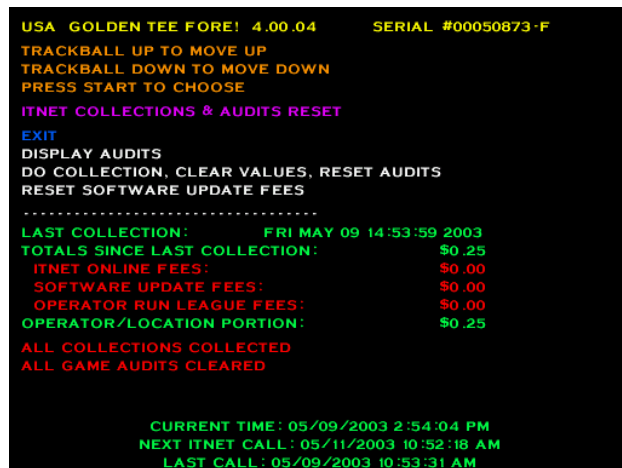 USA GOLDEN TEE FORE! 4.00.04 SERIAL #00050873-F
TRACKBALL UP TO MOVE UP
TRACKBALL DOWN TO MOVE DOWN
PRESS START TO CHOOSE
ITNET COLLECTIONS & AUDITS RESET
EXIT
DISPLAY AUDITS
DO COLLECTION, CLEAR VALUES, RESET AUDITS
RESET SOFTWARE UPDATE FEES
...................................
LAST COLLECTION: FRI MAY 09 14:53:59 2003
TOTALS SINCE LAST COLLECTION: $0.25
ITNET ONLINE FEES: $0.00
SOFTWARE UPDATE FEES: $0.00
OPERATOR RUN LEAGUE FEES: $0.00
OPERATOR/LOCATION PORTION: $0.25
ALL COLLECTIONS COLLECTED
ALL GAME AUDITS CLEARED
CURRENT TIME: 05/09/2003 2:54:04 PM
NEXT ITNET CALL: 05/11/2003 10:52:18 AM
LAST CALL: 05/09/2003 10:53:31 AM